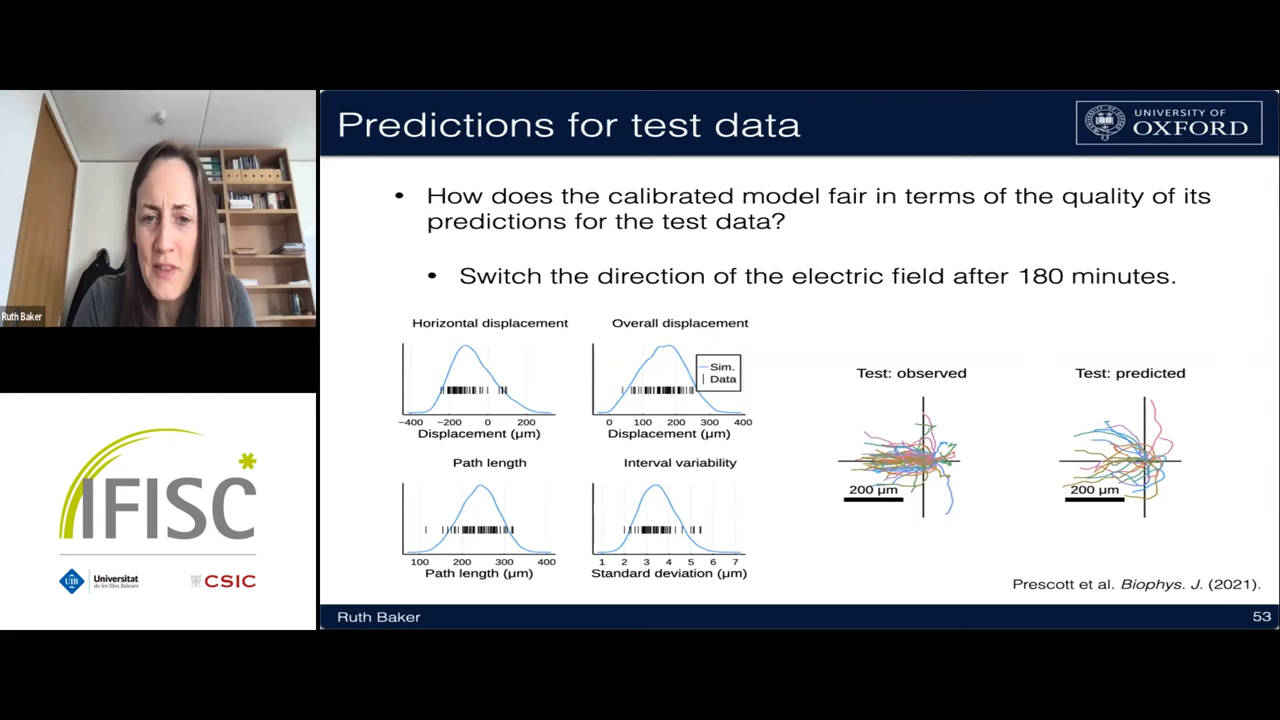 Predictions for test data
UNIVERSITY OF
OXFORD
• How does the calibrated model fair in terms of the quality of its
predictions for the test data?
• Switch the direction of the electric field after 180 minutes.
Ruth Baker
Horizontal displacement
−400 −200 0 200
Displacement (μm)
Overall displacement
Sim.
Data
0 100 200 300 400
Displacement (μm)
Path length
100 200 300 400
Path length (μm)
Interval variability
1 2 3 4 5 6 7
Standard deviation (μm)
Test: observed
200 μm
Test: predicted
200 μm
Prescott et al. Biophys. J. (2021).
IFISC
UIB
Universitat
de les Illes Balears
CSIC
Ruth Baker
53